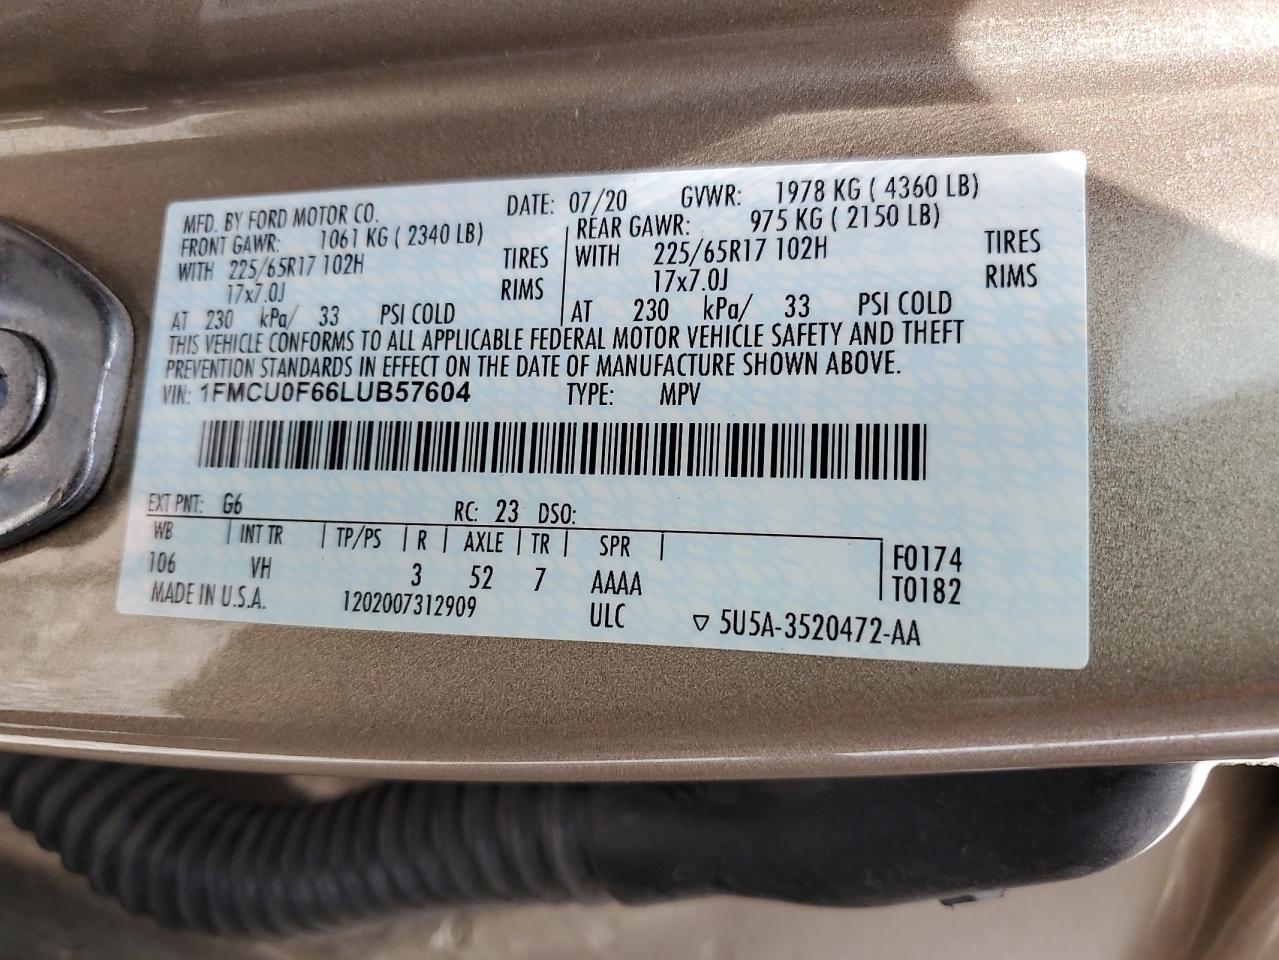 MFD. BY FORD MOTOR CO. DATE: 07/20 GVWR: 1978 KG ( 4360 LB)
FRONT GAWR: 1061 KG ( 2340 LB) REAR GAWR: 975 KG ( 2150 LB)
WITH 225/65R17 102H TIRES WITH 225/65R17 102H TIRES
17x7.0J RIMS 17x7.0J RIMS
AT 230 kPa/ 33 PSI COLD AT 230 kPa/ 33 PSI COLD
THIS VEHICLE CONFORMS TO ALL APPLICABLE FEDERAL MOTOR VEHICLE SAFETY AND THEFT
PREVENTION STANDARDS IN EFFECT ON THE DATE OF MANUFACTURE SHOWN ABOVE.
VIN: 1FMCU0F66LUB57604 TYPE: MPV
EXT PNT: G6 RC: 23 DSO:
WB INT TR TP/PS R AXLE TR SPR F0174
106 VH 3 52 7 AAAA T0182
MADE IN U.S.A. 1202007312909 ULC ▽ 5U5A-3520472-AA